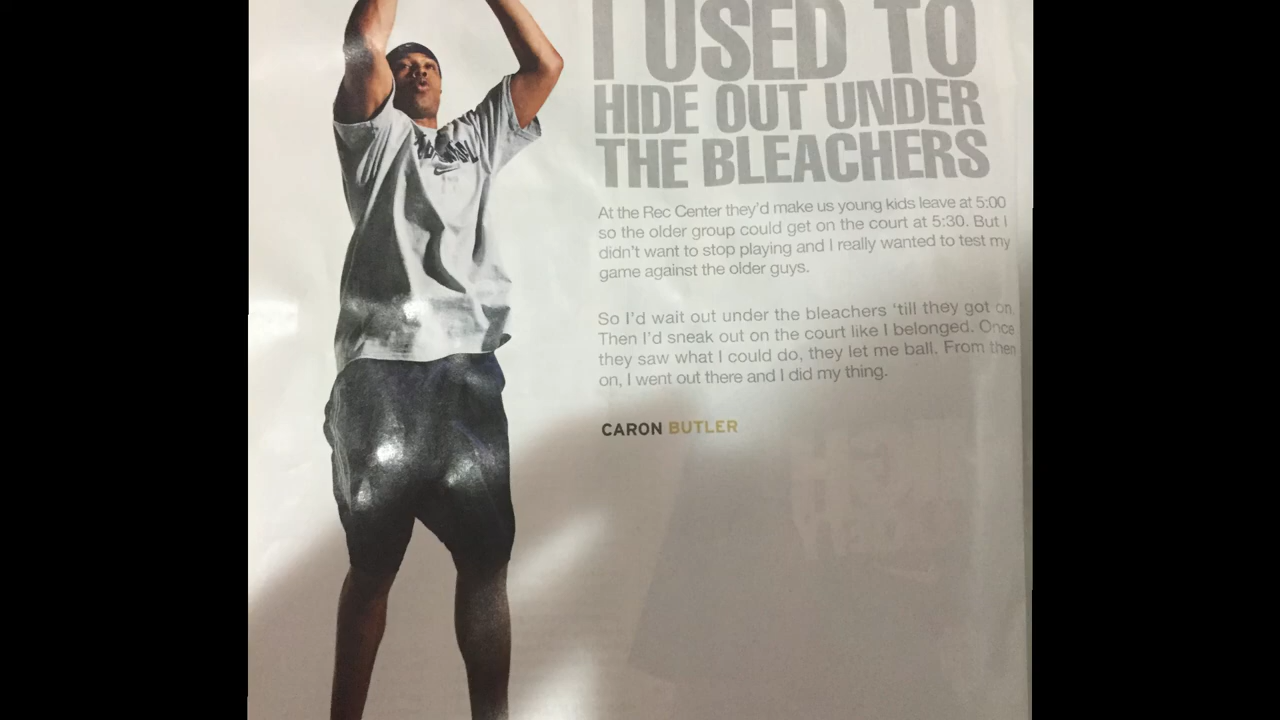 I USED TO
HIDE OUT UNDER
THE BLEACHERS
At the Rec Center they'd make us young kids leave at 5:00
so the older group could get on the court at 5:30. But I
didn't want to stop playing and I really wanted to test my
game against the older guys.
So I'd wait out under the bleachers 'till they got on.
Then I'd sneak out on the court like I belonged. Once
they saw what I could do, they let me ball. From then
on, I went out there and I did my thing.
CARON BUTLER